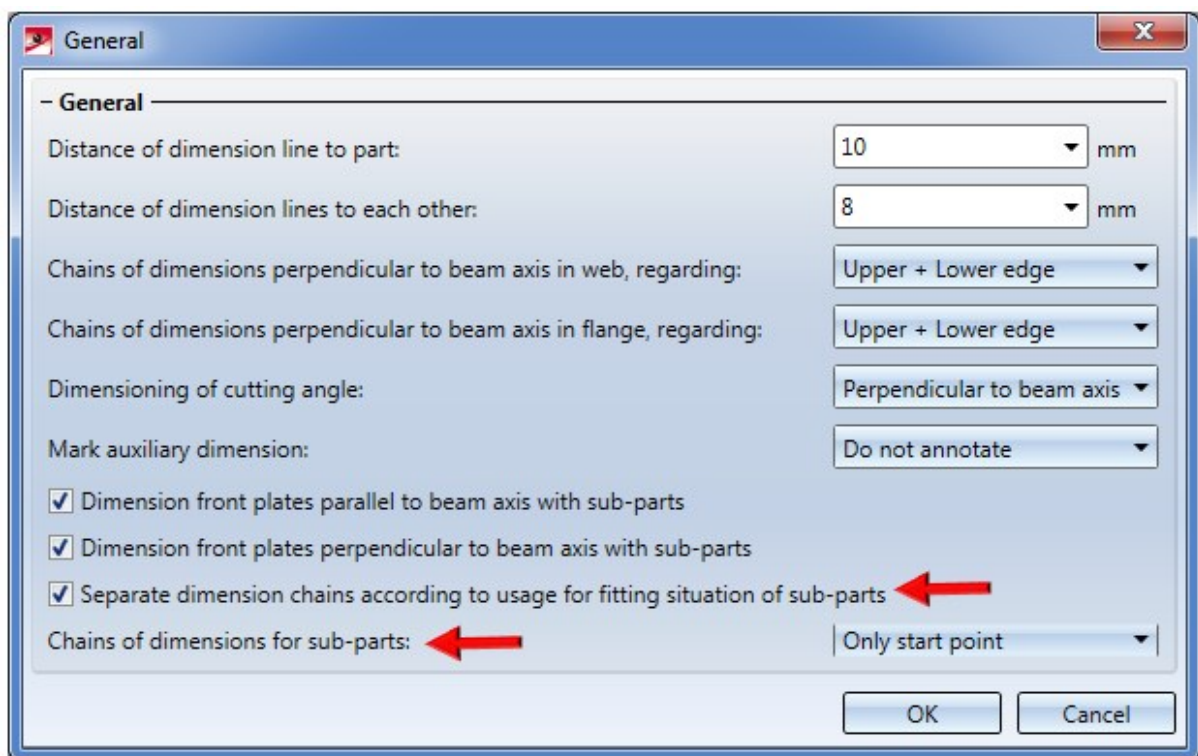 General
General
Distance of dimension line to part: 10 mm
Distance of dimension lines to each other: 8 mm
Chains of dimensions perpendicular to beam axis in web, regarding: Upper + Lower edge
Chains of dimensions perpendicular to beam axis in flange, regarding: Upper + Lower edge
Dimensioning of cutting angle: Perpendicular to beam axis
Mark auxiliary dimension: Do not annotate
Dimension front plates parallel to beam axis with sub-parts
Dimension front plates perpendicular to beam axis with sub-parts
Separate dimension chains according to usage for fitting situation of sub-parts
Chains of dimensions for sub-parts: Only start point
OK Cancel